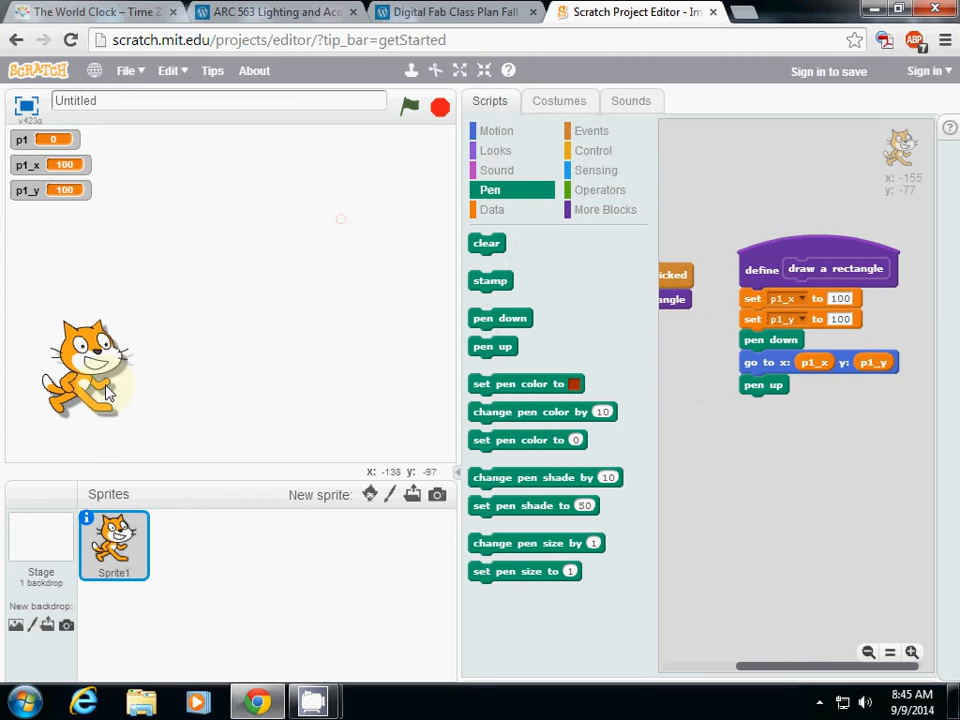 The World Clock – Time Z
ARC 563 Lighting and Aco
Digital Fab Class Plan Fall
Scratch Project Editor - Im
scratch.mit.edu/projects/editor/?tip_bar=getStarted
ABP
7
SCRATCH
File
Edit
Tips
About
Sign in to save
Sign in
v423a
Untitled
Scripts
Costumes
Sounds
p1 0
p1_x 100
p1_y 100
Motion
Looks
Sound
Pen
Data
Events
Control
Sensing
Operators
More Blocks
x: -155
y: -77
clear
stamp
pen down
pen up
set pen color to
change pen color by 10
set pen color to 0
change pen shade by 10
set pen shade to 50
change pen size by 1
set pen size to 1
icked
angle
define draw a rectangle
set p1_x to 100
set p1_y to 100
pen down
go to x: p1_x y: p1_y
pen up
x: -138 y: -97
Sprites
New sprite:
Sprite1
Stage
1 backdrop
New backdrop:
8:45 AM
9/9/2014